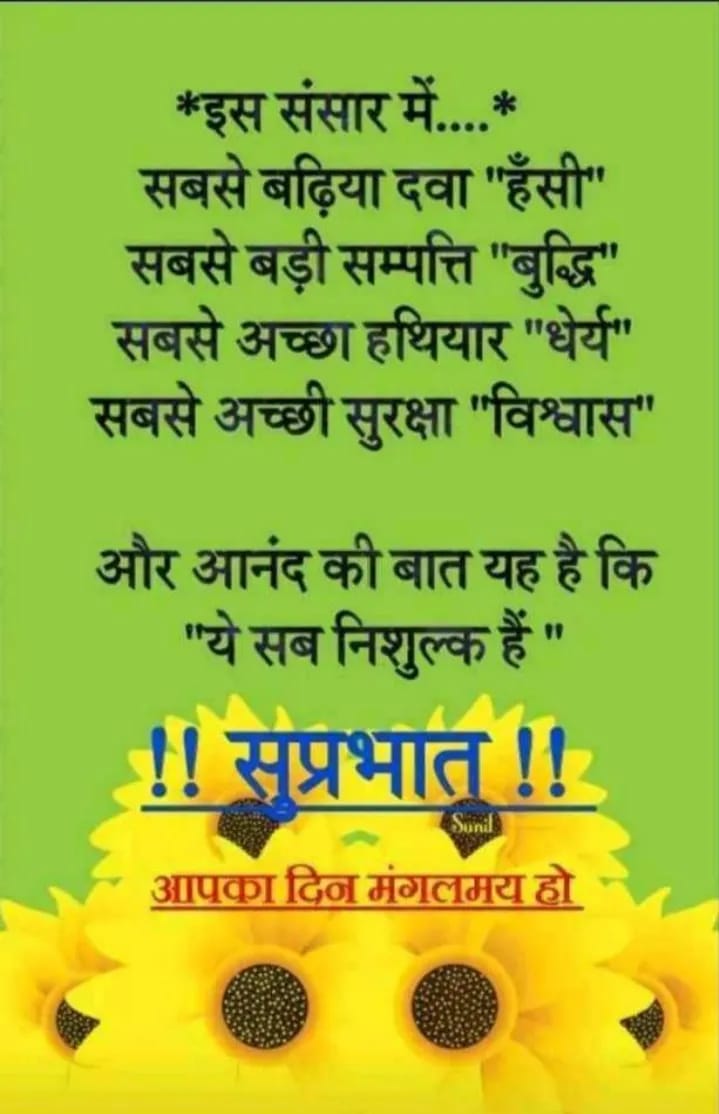 *इस संसार में....*
सबसे बढ़िया दवा "हँसी"
सबसे बड़ी सम्पत्ति "बुद्धि"
सबसे अच्छा हथियार "धेर्य"
सबसे अच्छी सुरक्षा "विश्वास"
और आनंद की बात यह है कि
"ये सब निशुल्क हैं "
!! सुप्रभात !!
Sunil
आपका दिन मंगलमय हो